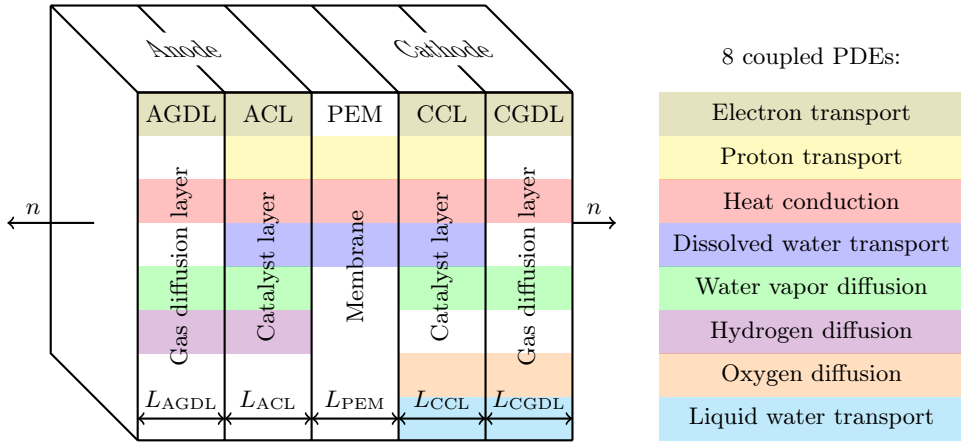 Anode
Cathode
8 coupled PDEs:
AGDL
ACL
PEM
CCL
CGDL
Electron transport
Proton transport
Heat conduction
Dissolved water transport
Water vapor diffusion
Hydrogen diffusion
Oxygen diffusion
Liquid water transport
n
n
Gas diffusion layer
Catalyst layer
Membrane
Catalyst layer
Gas diffusion layer
L_AGDL
L_ACL
L_PEM
L_CCL
L_CGDL